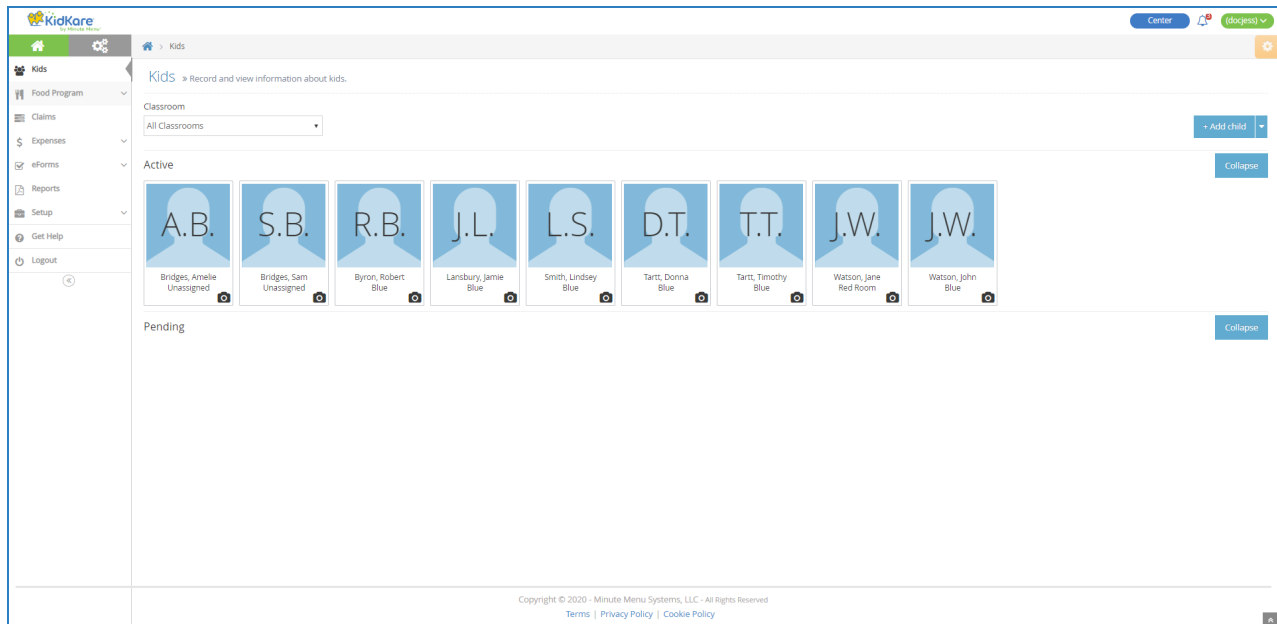 KidKare
by Minute Menu
Center
3
(docjess)
Kids
Kids
Kids » Record and view information about kids.
Food Program
Claims
Expenses
eForms
Reports
Setup
Get Help
Logout
Classroom
All Classrooms
+ Add child
Active
Collapse
A.B.
S.B.
R.B.
J.L.
L.S.
D.T.
T.T.
J.W.
J.W.
Bridges, Amelie
Unassigned
Bridges, Sam
Unassigned
Byron, Robert
Blue
Lansbury, Jamie
Blue
Smith, Lindsey
Blue
Tartt, Donna
Blue
Tartt, Timothy
Blue
Watson, Jane
Red Room
Watson, John
Blue
Pending
Collapse
Copyright © 2020 - Minute Menu Systems, LLC - All Rights Reserved
Terms | Privacy Policy | Cookie Policy